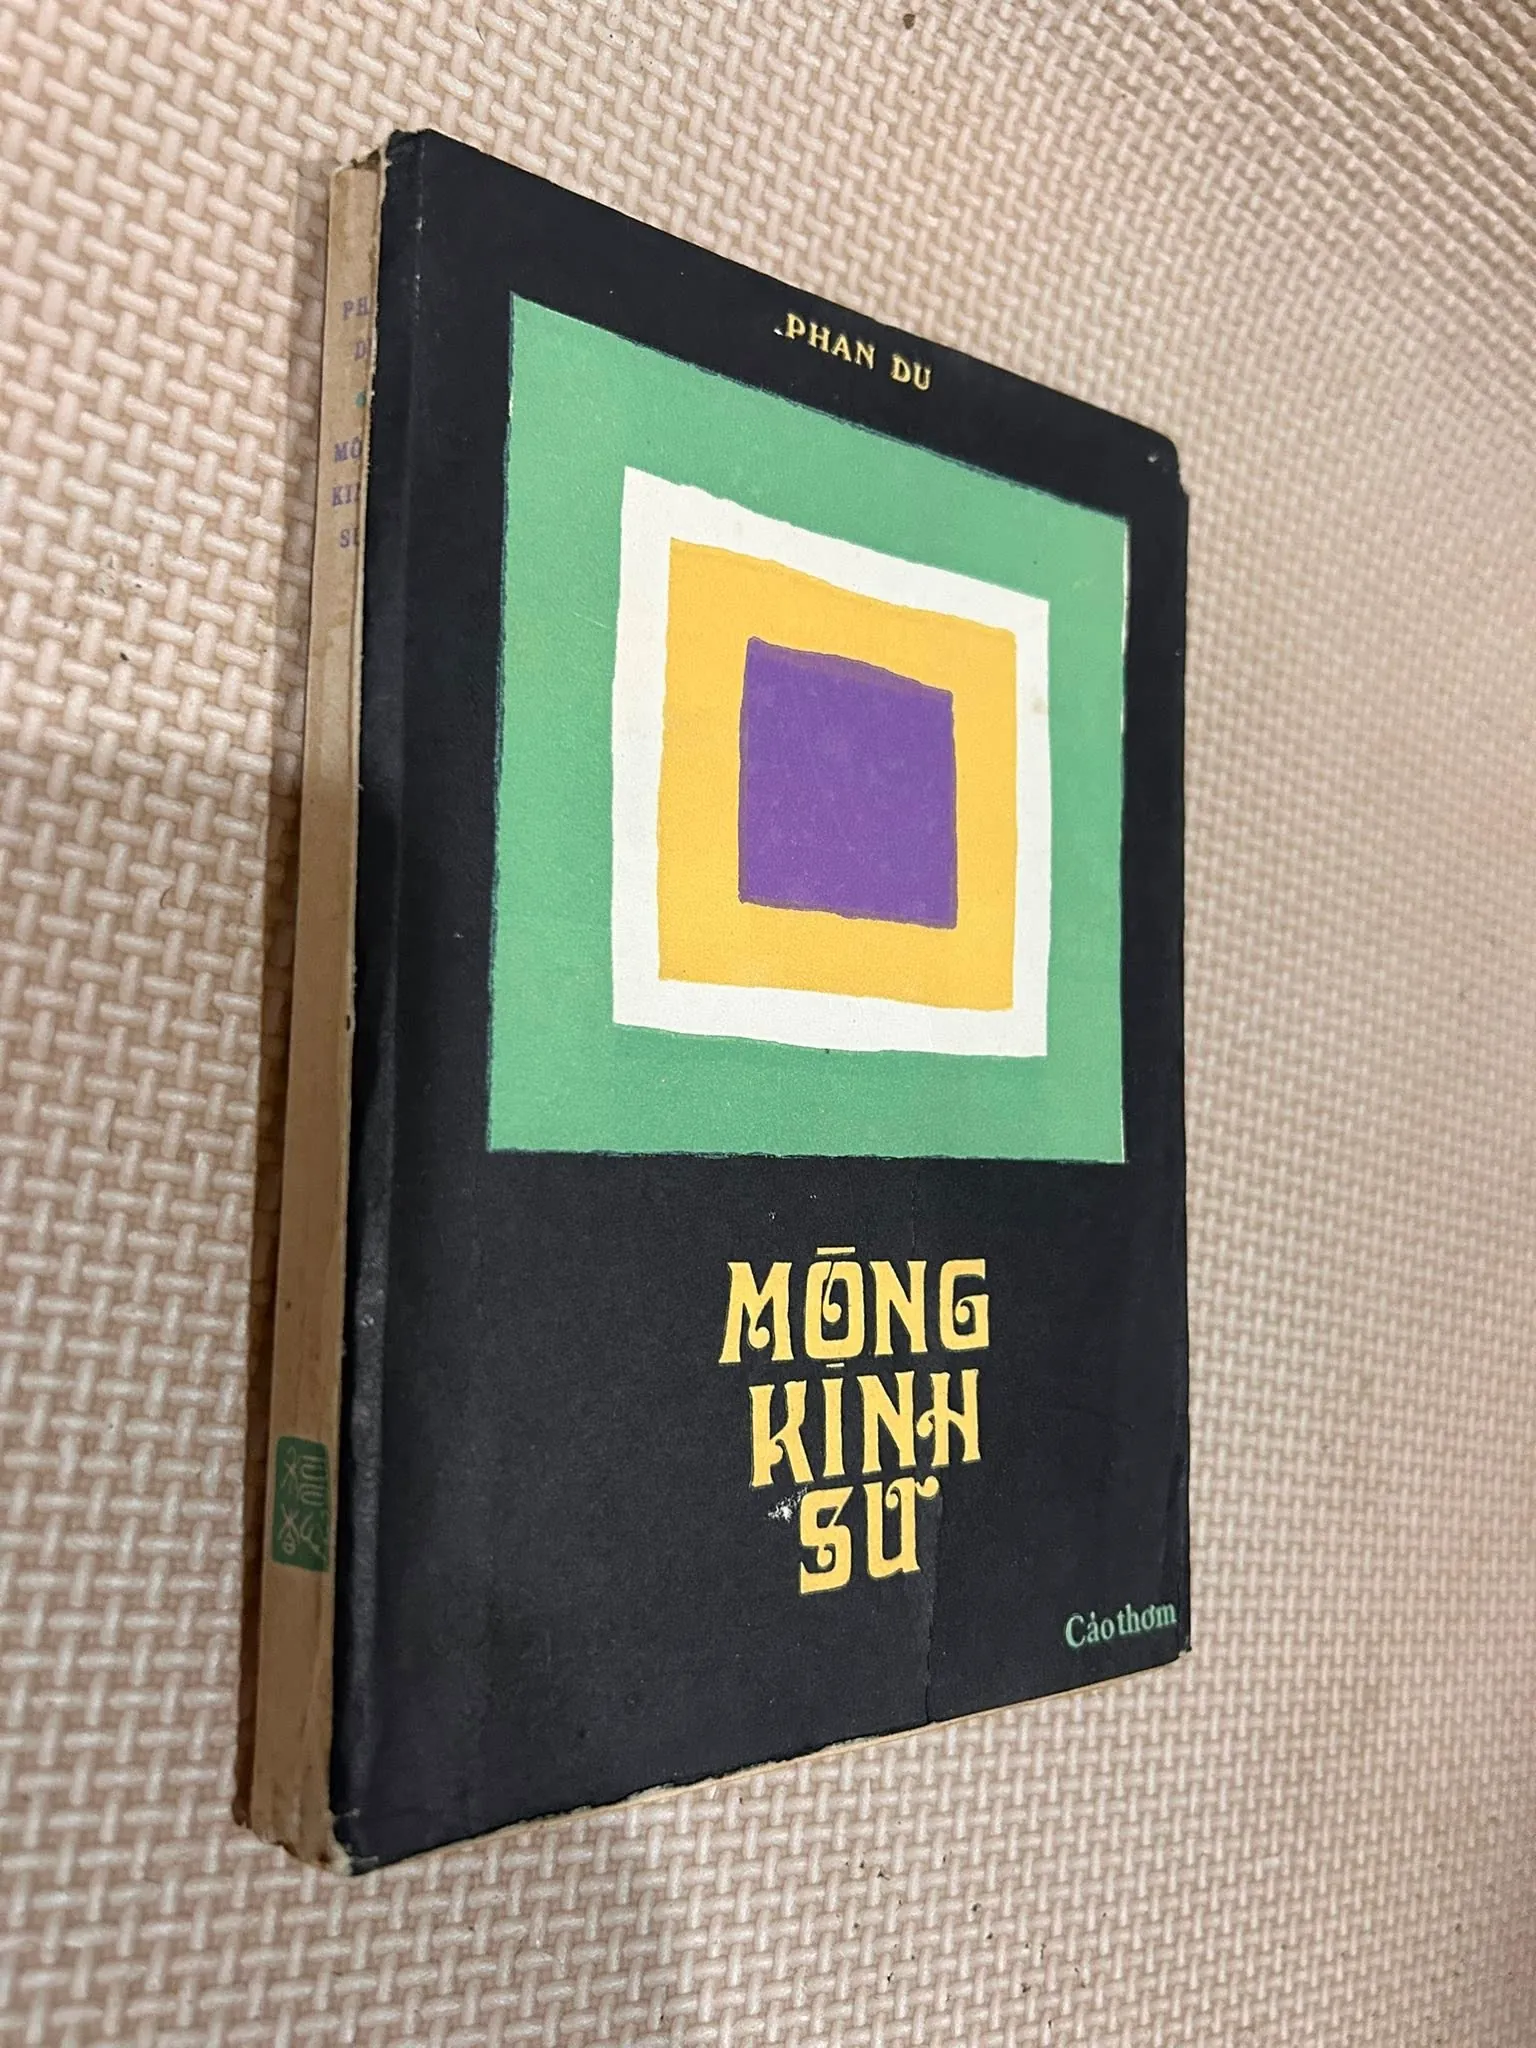 PHAN DU
MỘNG
KINH
SƯ
Cảo thơm